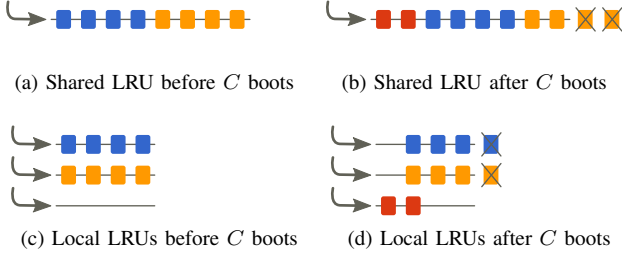 (a) Shared LRU before C boots
(b) Shared LRU after C boots
(c) Local LRUs before C boots
(d) Local LRUs after C boots